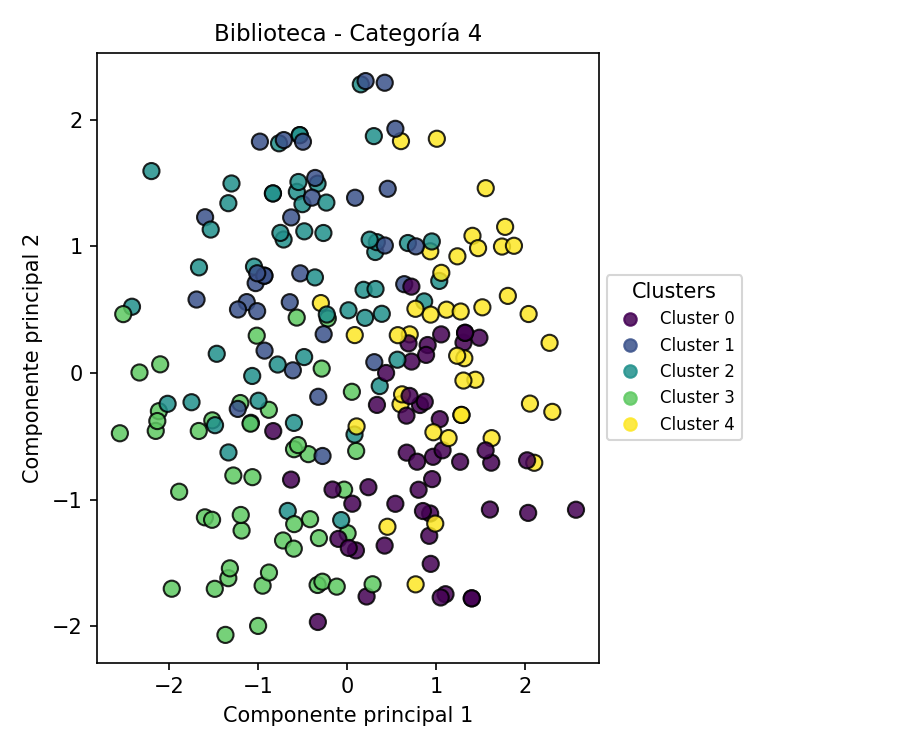 Biblioteca - Categoría 4
Componente principal 2
2
1
0
−1
−2
−2
−1
0
1
2
Componente principal 1
Clusters
Cluster 0
Cluster 1
Cluster 2
Cluster 3
Cluster 4